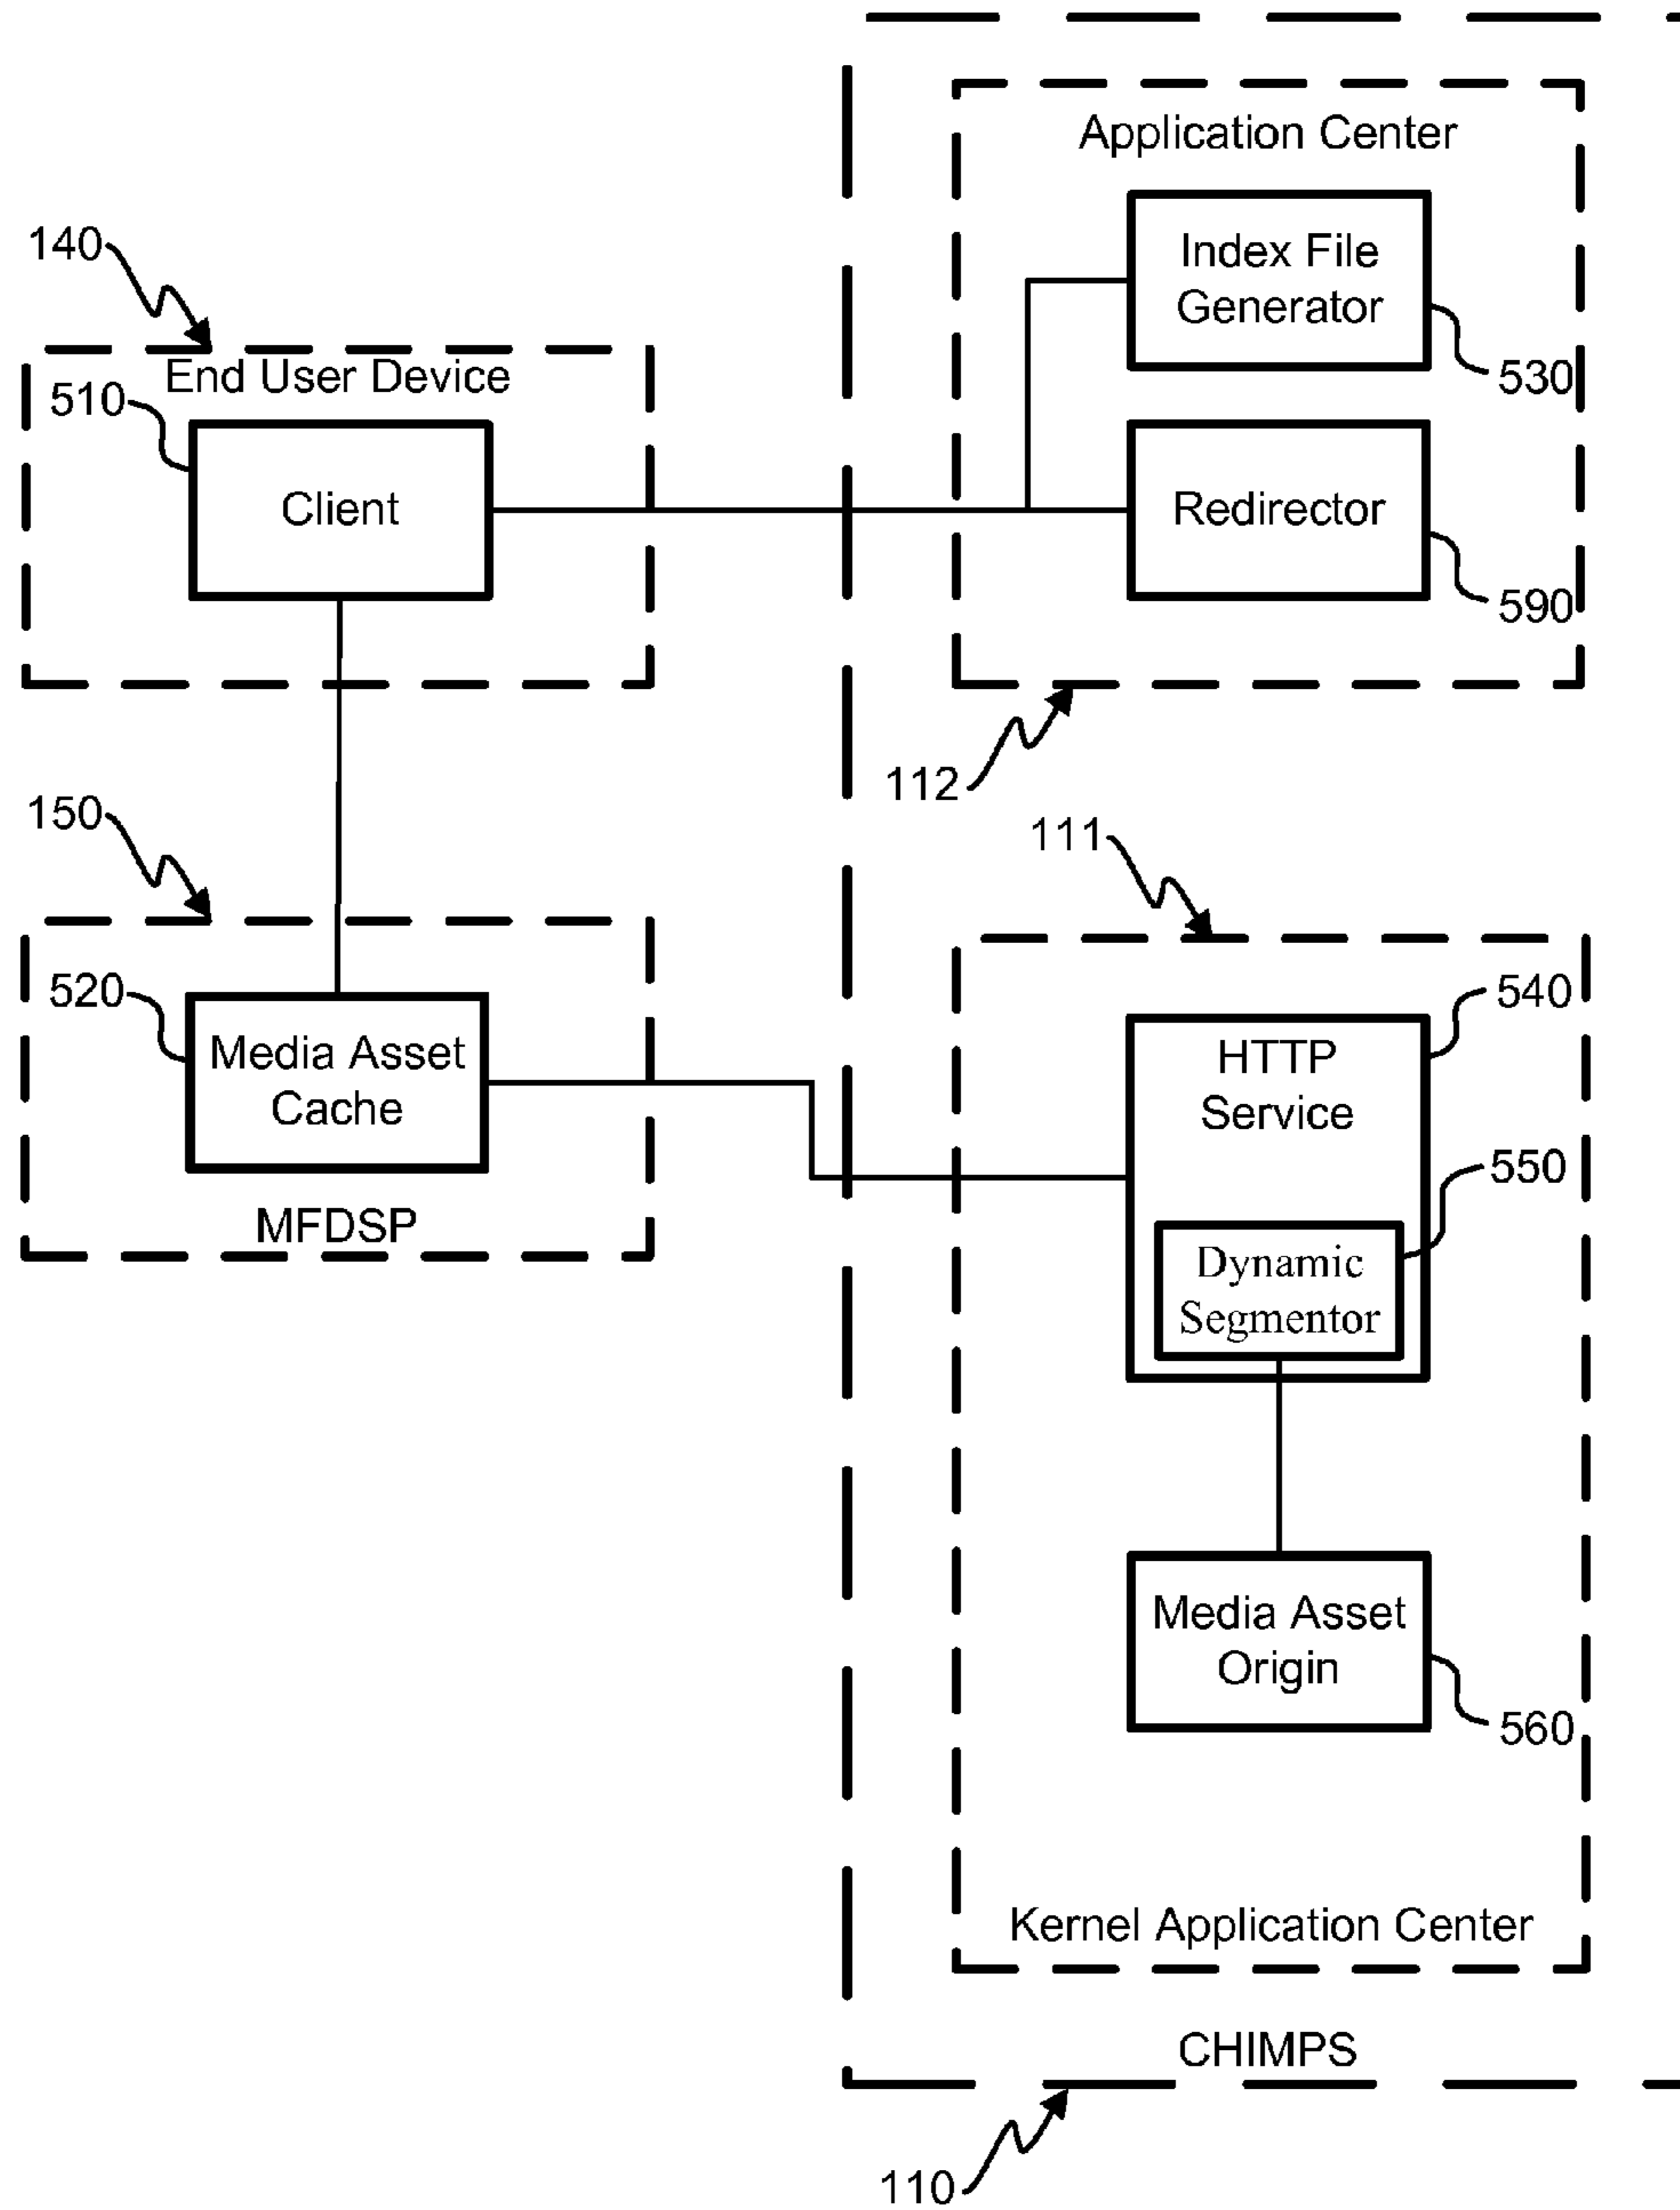 Application Center
Index File
Generator
530
140
End User Device
510
Client
Redirector
590
112
150
111
520
Media Asset
Cache
MFDSP
540
HTTP
Service
550
Dynamic
Segmentor
Media Asset
Origin
560
Kernel Application Center
CHIMPS
110